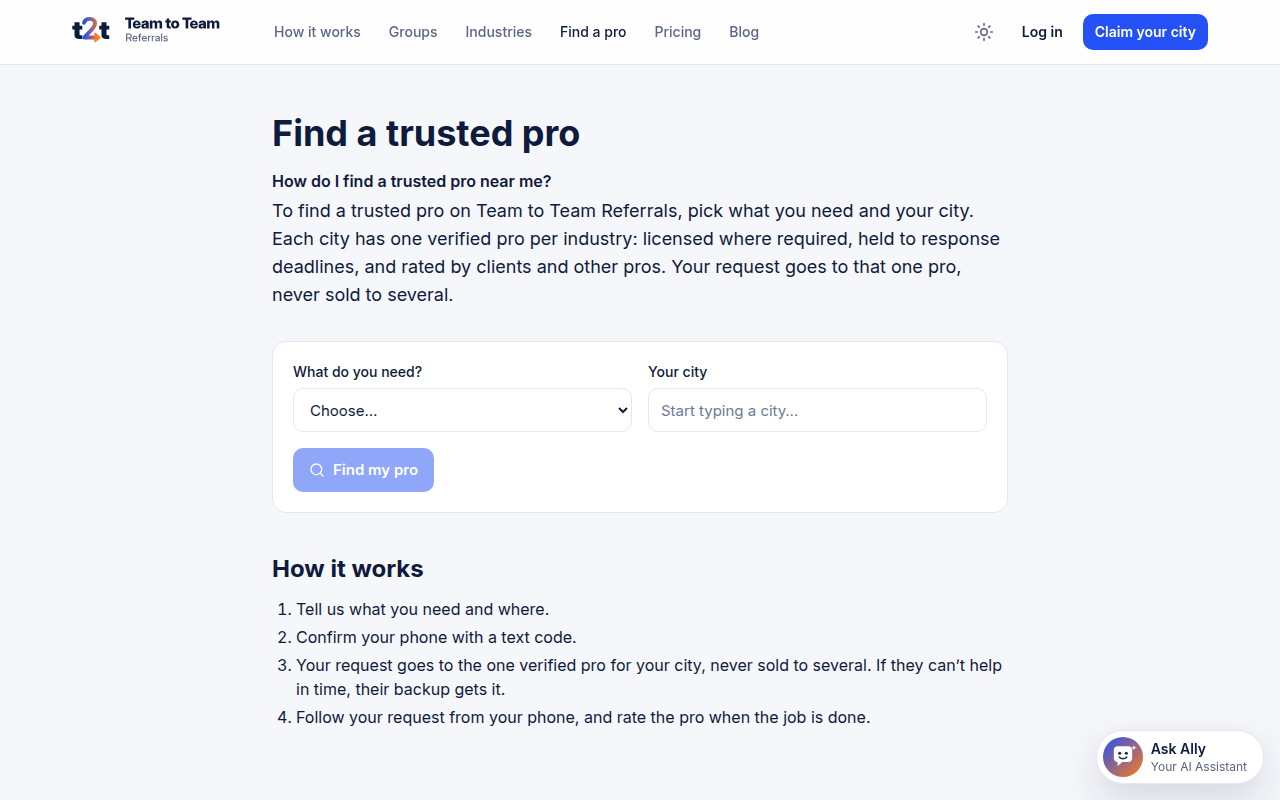 t2t
Team to Team
Referrals
How it works
Groups
Industries
Find a pro
Pricing
Blog
Log in
Claim your city
Find a trusted pro
How do I find a trusted pro near me?
To find a trusted pro on Team to Team Referrals, pick what you need and your city.
Each city has one verified pro per industry: licensed where required, held to response
deadlines, and rated by clients and other pros. Your request goes to that one pro,
never sold to several.
What do you need?
Your city
Choose...
Start typing a city...
Find my pro
How it works
1. Tell us what you need and where.
2. Confirm your phone with a text code.
3. Your request goes to the one verified pro for your city, never sold to several. If they can’t help
in time, their backup gets it.
4. Follow your request from your phone, and rate the pro when the job is done.
Ask Ally
Your AI Assistant